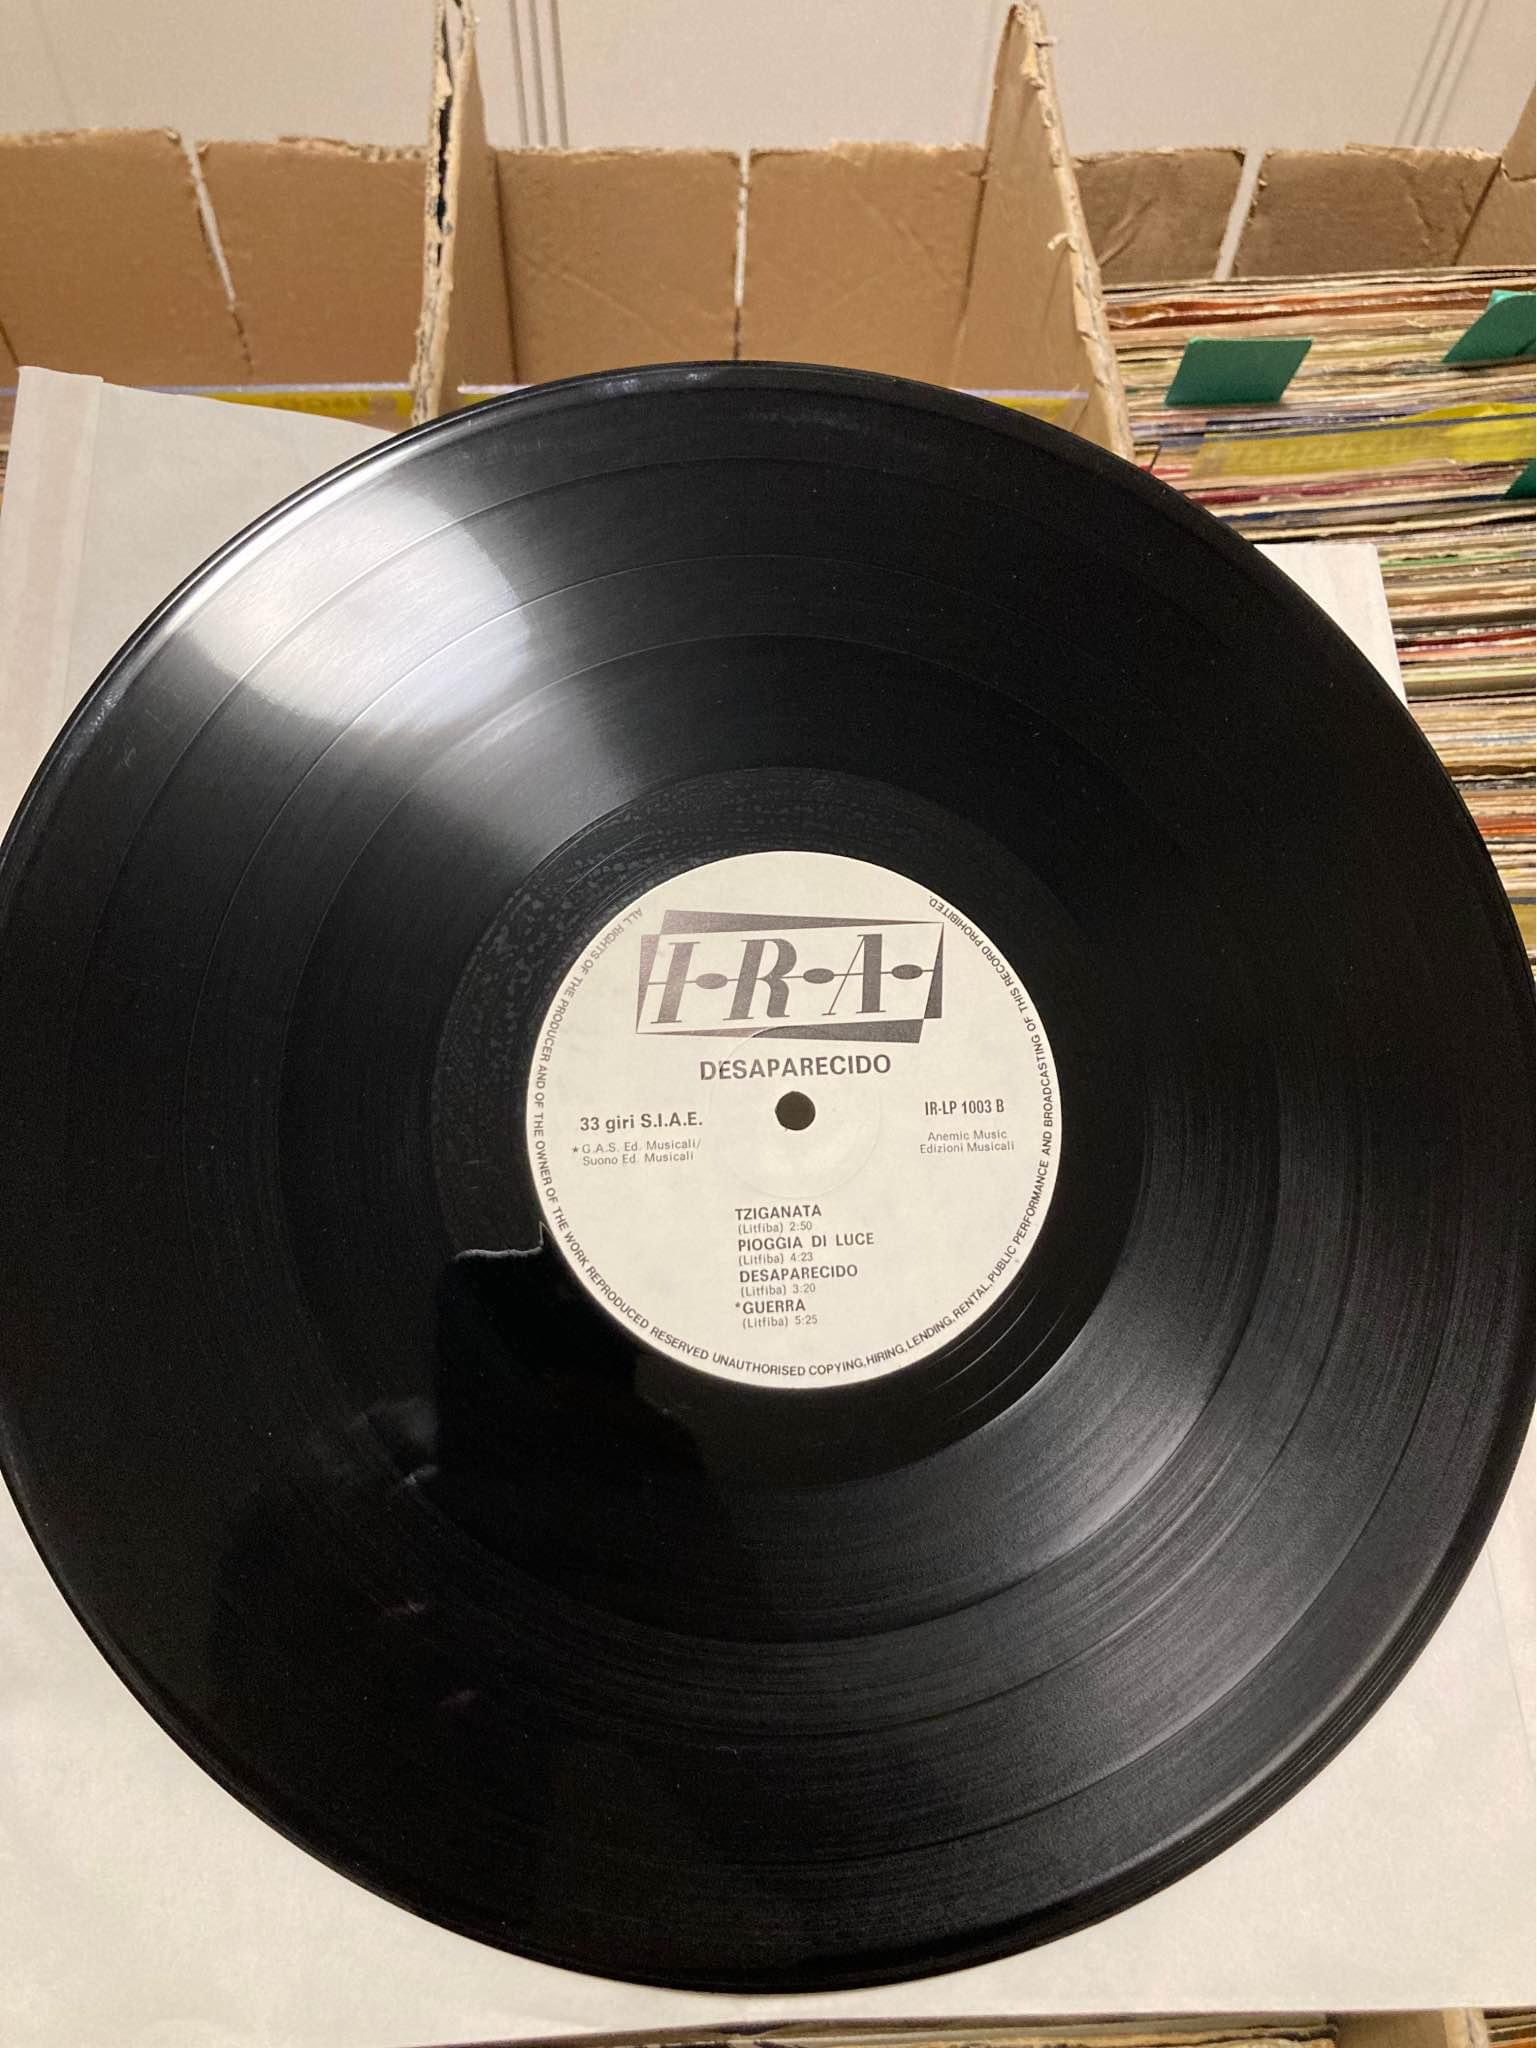 I·R·A·
DESAPARECIDO
33 giri S.I.A.E.
IR-LP 1003 B
*G.A.S. Ed. Musicali/
Suono Ed. Musicali
Anemic Music
Edizioni Musicali
TZIGANATA
(Litfiba) 2:50
PIOGGIA DI LUCE
(Litfiba) 4:23
DESAPARECIDO
(Litfiba) 3:20
*GUERRA
(Litfiba) 5:25
ALL RIGHTS OF THE PRODUCER AND OF THE OWNER OF THE WORK REPRODUCED RESERVED UNAUTHORISED COPYING, HIRING, LENDING, RENTAL, PUBLIC PERFORMANCE AND BROADCASTING OF THIS RECORD PROHIBITED.